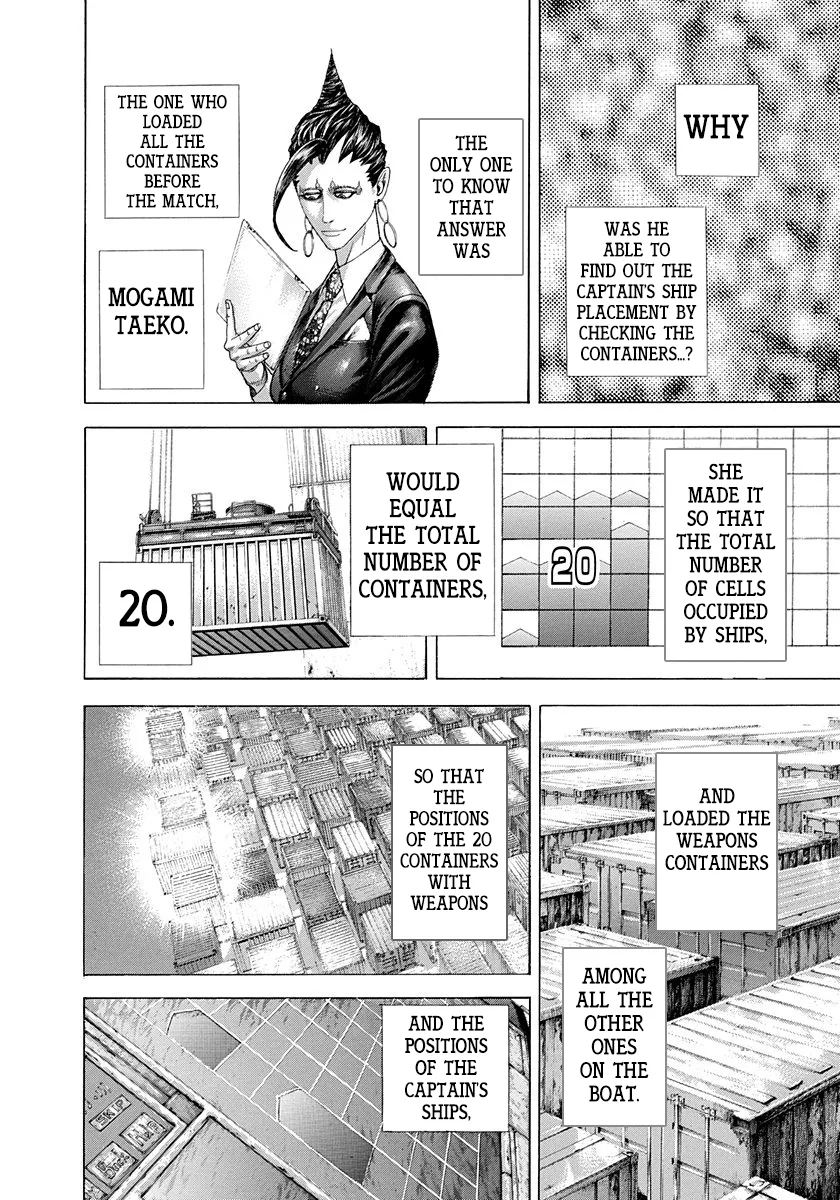 WHY
WAS HE
ABLE TO
FIND OUT THE
CAPTAIN'S SHIP
PLACEMENT BY
CHECKING THE
CONTAINERS...?
THE
ONLY ONE
TO KNOW
THAT
ANSWER
WAS
THE ONE WHO
LOADED
ALL THE
CONTAINERS
BEFORE
THE MATCH,
MOGAMI
TAEKO.
SHE
MADE IT
SO THAT
THE TOTAL
NUMBER
OF CELLS
OCCUPIED
BY SHIPS,
20
WOULD
EQUAL
THE TOTAL
NUMBER OF
CONTAINERS,
20.
AND
LOADED THE
WEAPONS
CONTAINERS
AMONG
ALL THE
OTHER
ONES
ON THE
BOAT.
SO THAT
THE
POSITIONS
OF THE 20
CONTAINERS
WITH
WEAPONS
AND THE
POSITIONS
OF THE
CAPTAIN'S
SHIPS,
SKIP
Help